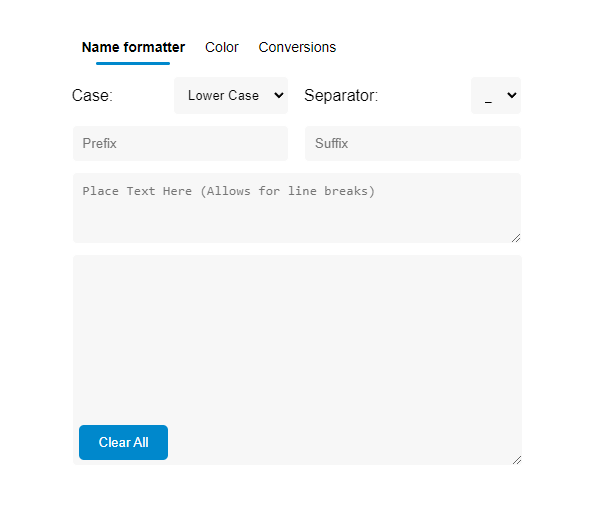 Name formatter Color Conversions
Case: Lower Case Separator: _
Prefix Suffix
Place Text Here (Allows for line breaks)
Clear All